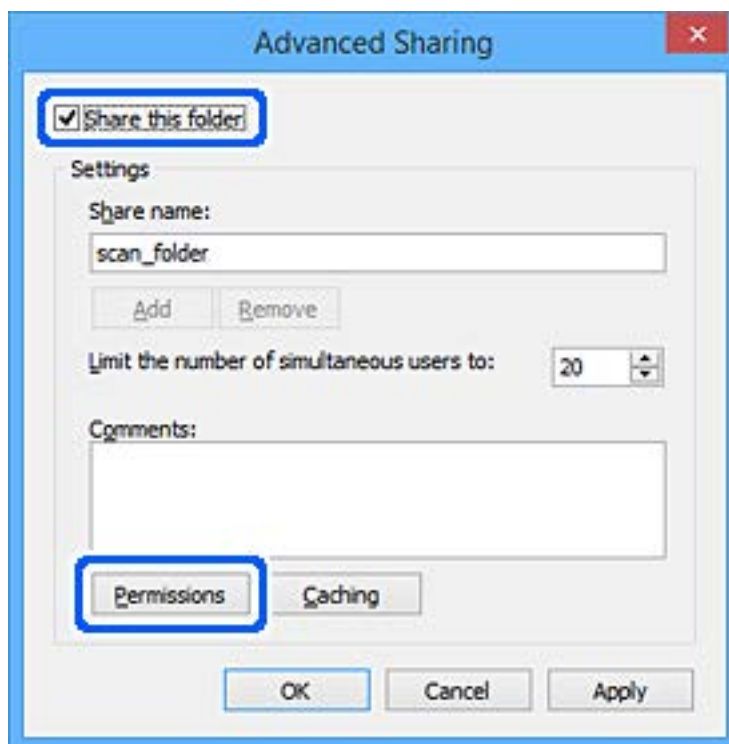 Advanced Sharing
Share this folder
Settings
Share name:
scan_folder
Add Remove
Limit the number of simultaneous users to: 20
Comments:
Permissions Caching
OK Cancel Apply